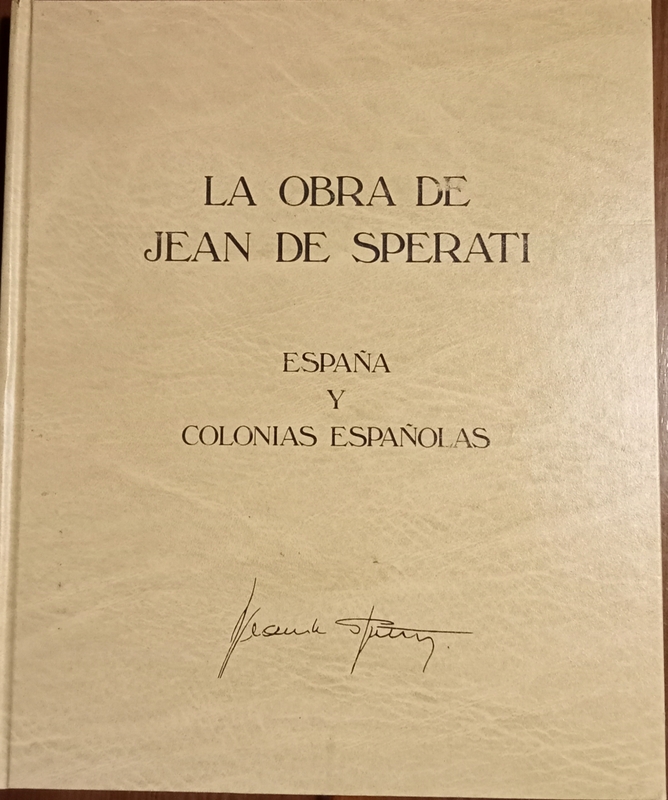 LA OBRA DE
JEAN DE SPERATI
ESPAÑA
Y
COLONIAS ESPAÑOLAS